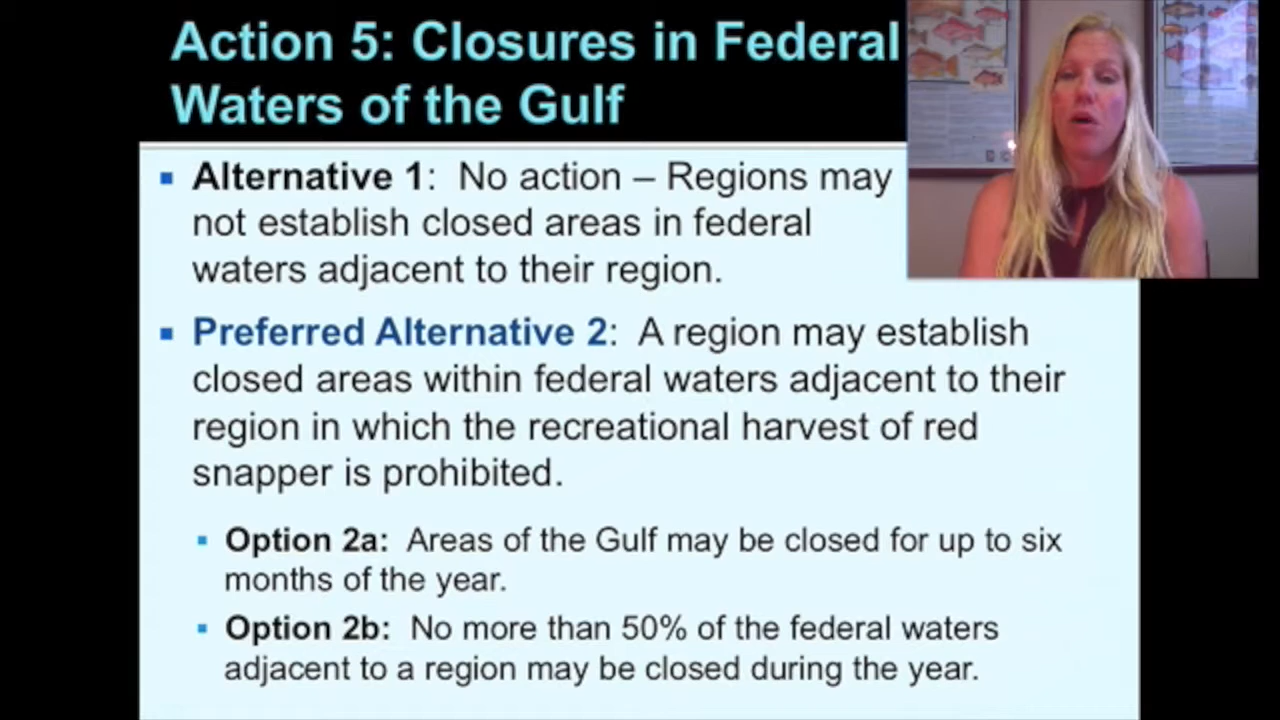 Action 5: Closures in Federal
Waters of the Gulf
Alternative 1: No action – Regions may
not establish closed areas in federal
waters adjacent to their region.
Preferred Alternative 2: A region may establish
closed areas within federal waters adjacent to their
region in which the recreational harvest of red
snapper is prohibited.
Option 2a: Areas of the Gulf may be closed for up to six
months of the year.
Option 2b: No more than 50% of the federal waters
adjacent to a region may be closed during the year.